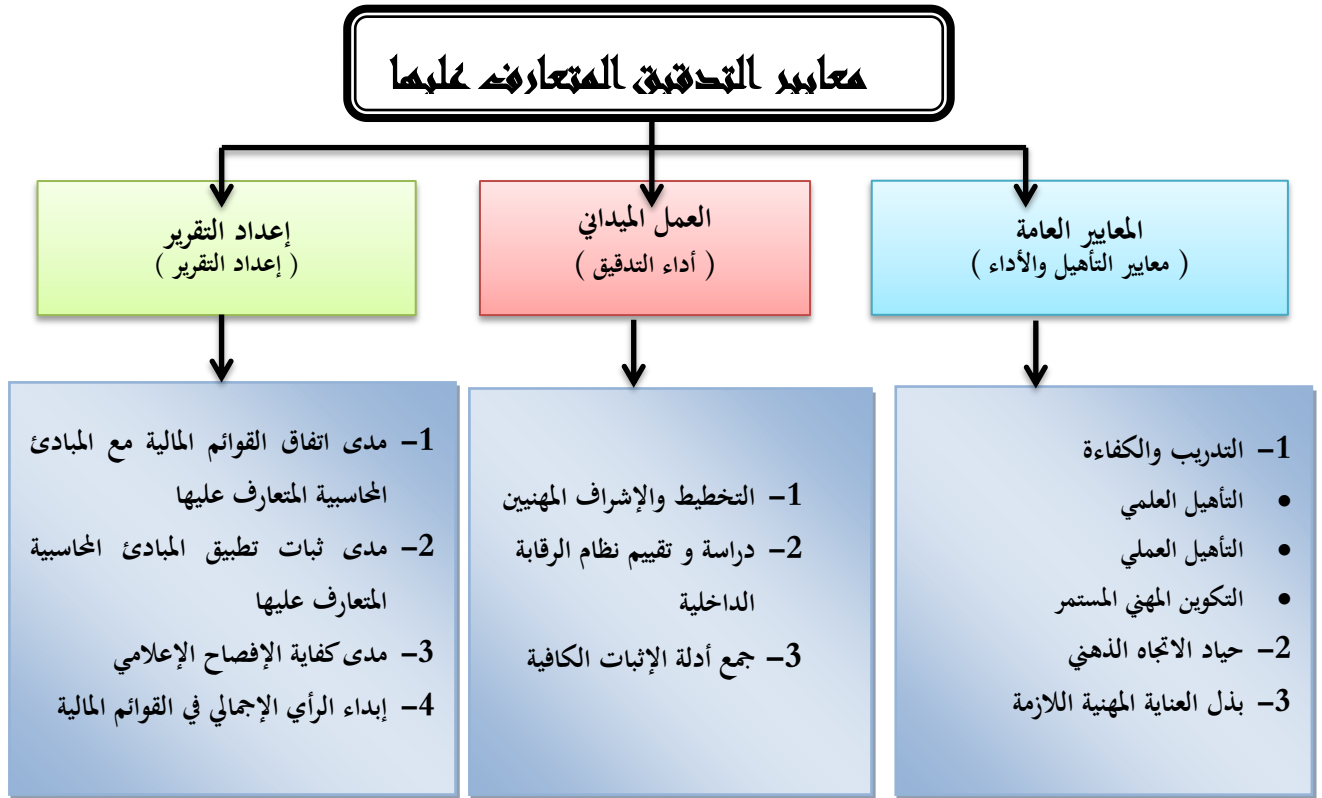 معايير التدقيق المتعارف عليها
المعايير العامة
( معايير التأهيل والأداء )
العمل الميداني
( أداء التدقيق )
إعداد التقرير
( إعداد التقرير )
1- التدريب والكفاءة
• التأهيل العلمي
• التأهيل العملي
• التكوين المهني المستمر
2- حياد الاتجاه الذهني
3- بذل العناية المهنية اللازمة
1- التخطيط والإشراف المهنيين
2- دراسة و تقييم نظام الرقابة
الداخلية
3- جمع أدلة الإثبات الكافية
1- مدى اتفاق القوائم المالية مع المبادئ
المحاسبية المتعارف عليها
2- مدى ثبات تطبيق المبادئ المحاسبية
المتعارف عليها
3- مدى كفاية الإفصاح الإعلامي
4- إبداء الرأي الإجمالي في القوائم المالية